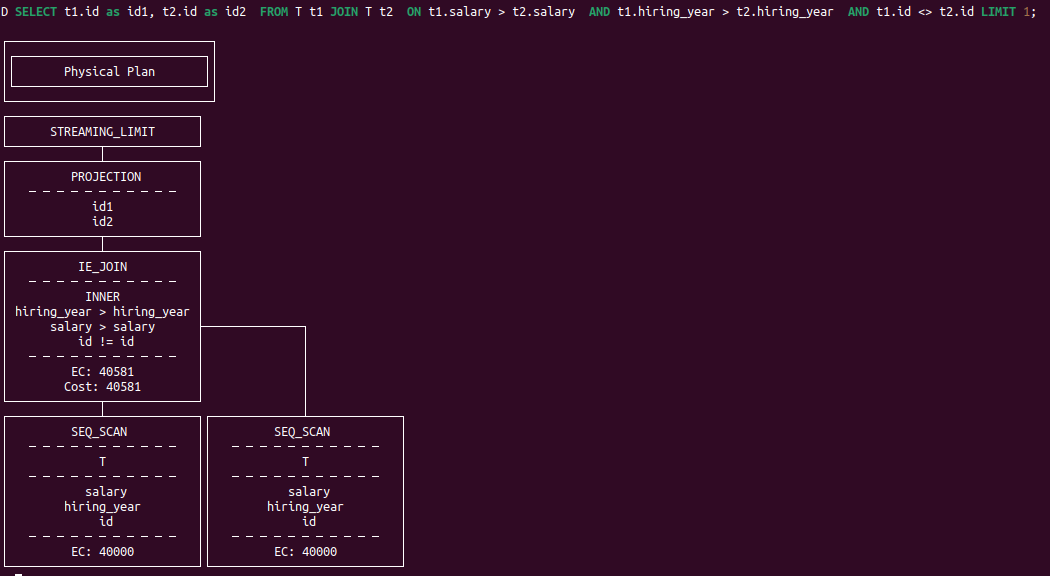 D SELECT t1.id as id1, t2.id as id2  FROM T t1 JOIN T t2  ON t1.salary > t2.salary  AND t1.hiring_year > t2.hiring_year  AND t1.id <> t2.id LIMIT 1;
Physical Plan
STREAMING_LIMIT
PROJECTION
id1
id2
IE_JOIN
INNER
hiring_year > hiring_year
salary > salary
id != id
EC: 40581
Cost: 40581
SEQ_SCAN
T
salary
hiring_year
id
EC: 40000
SEQ_SCAN
T
salary
hiring_year
id
EC: 40000